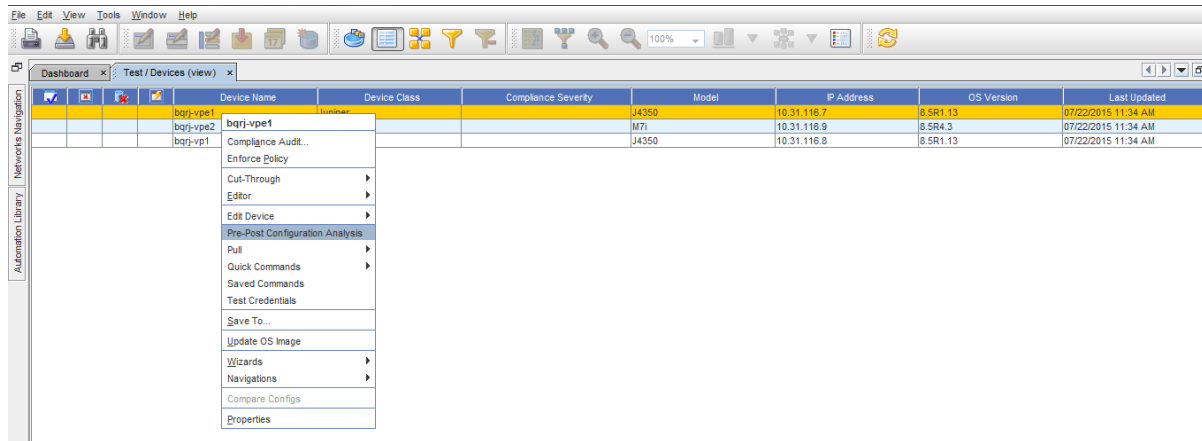 File Edit View Tools Window Help
17
100%
Dashboard × Test / Devices (view) ×
Networks Navigation
Automation Library
Device Name Device Class Compliance Severity Model IP Address OS Version Last Updated
bqrj-vpe1 Juniper J4350 10.31.116.7 8.5R1.13 07/22/2015 11:34 AM
bqrj-vpe2 M7i 10.31.116.9 8.5R4.3 07/22/2015 11:34 AM
bqrj-vp1 J4350 10.31.116.8 8.5R1.13 07/22/2015 11:34 AM
bqrj-vpe1
Compliance Audit...
Enforce Policy
Cut-Through
Editor
Edit Device
Pre-Post Configuration Analysis
Pull
Quick Commands
Saved Commands
Test Credentials
Save To...
Update OS Image
Wizards
Navigations
Compare Configs
Properties